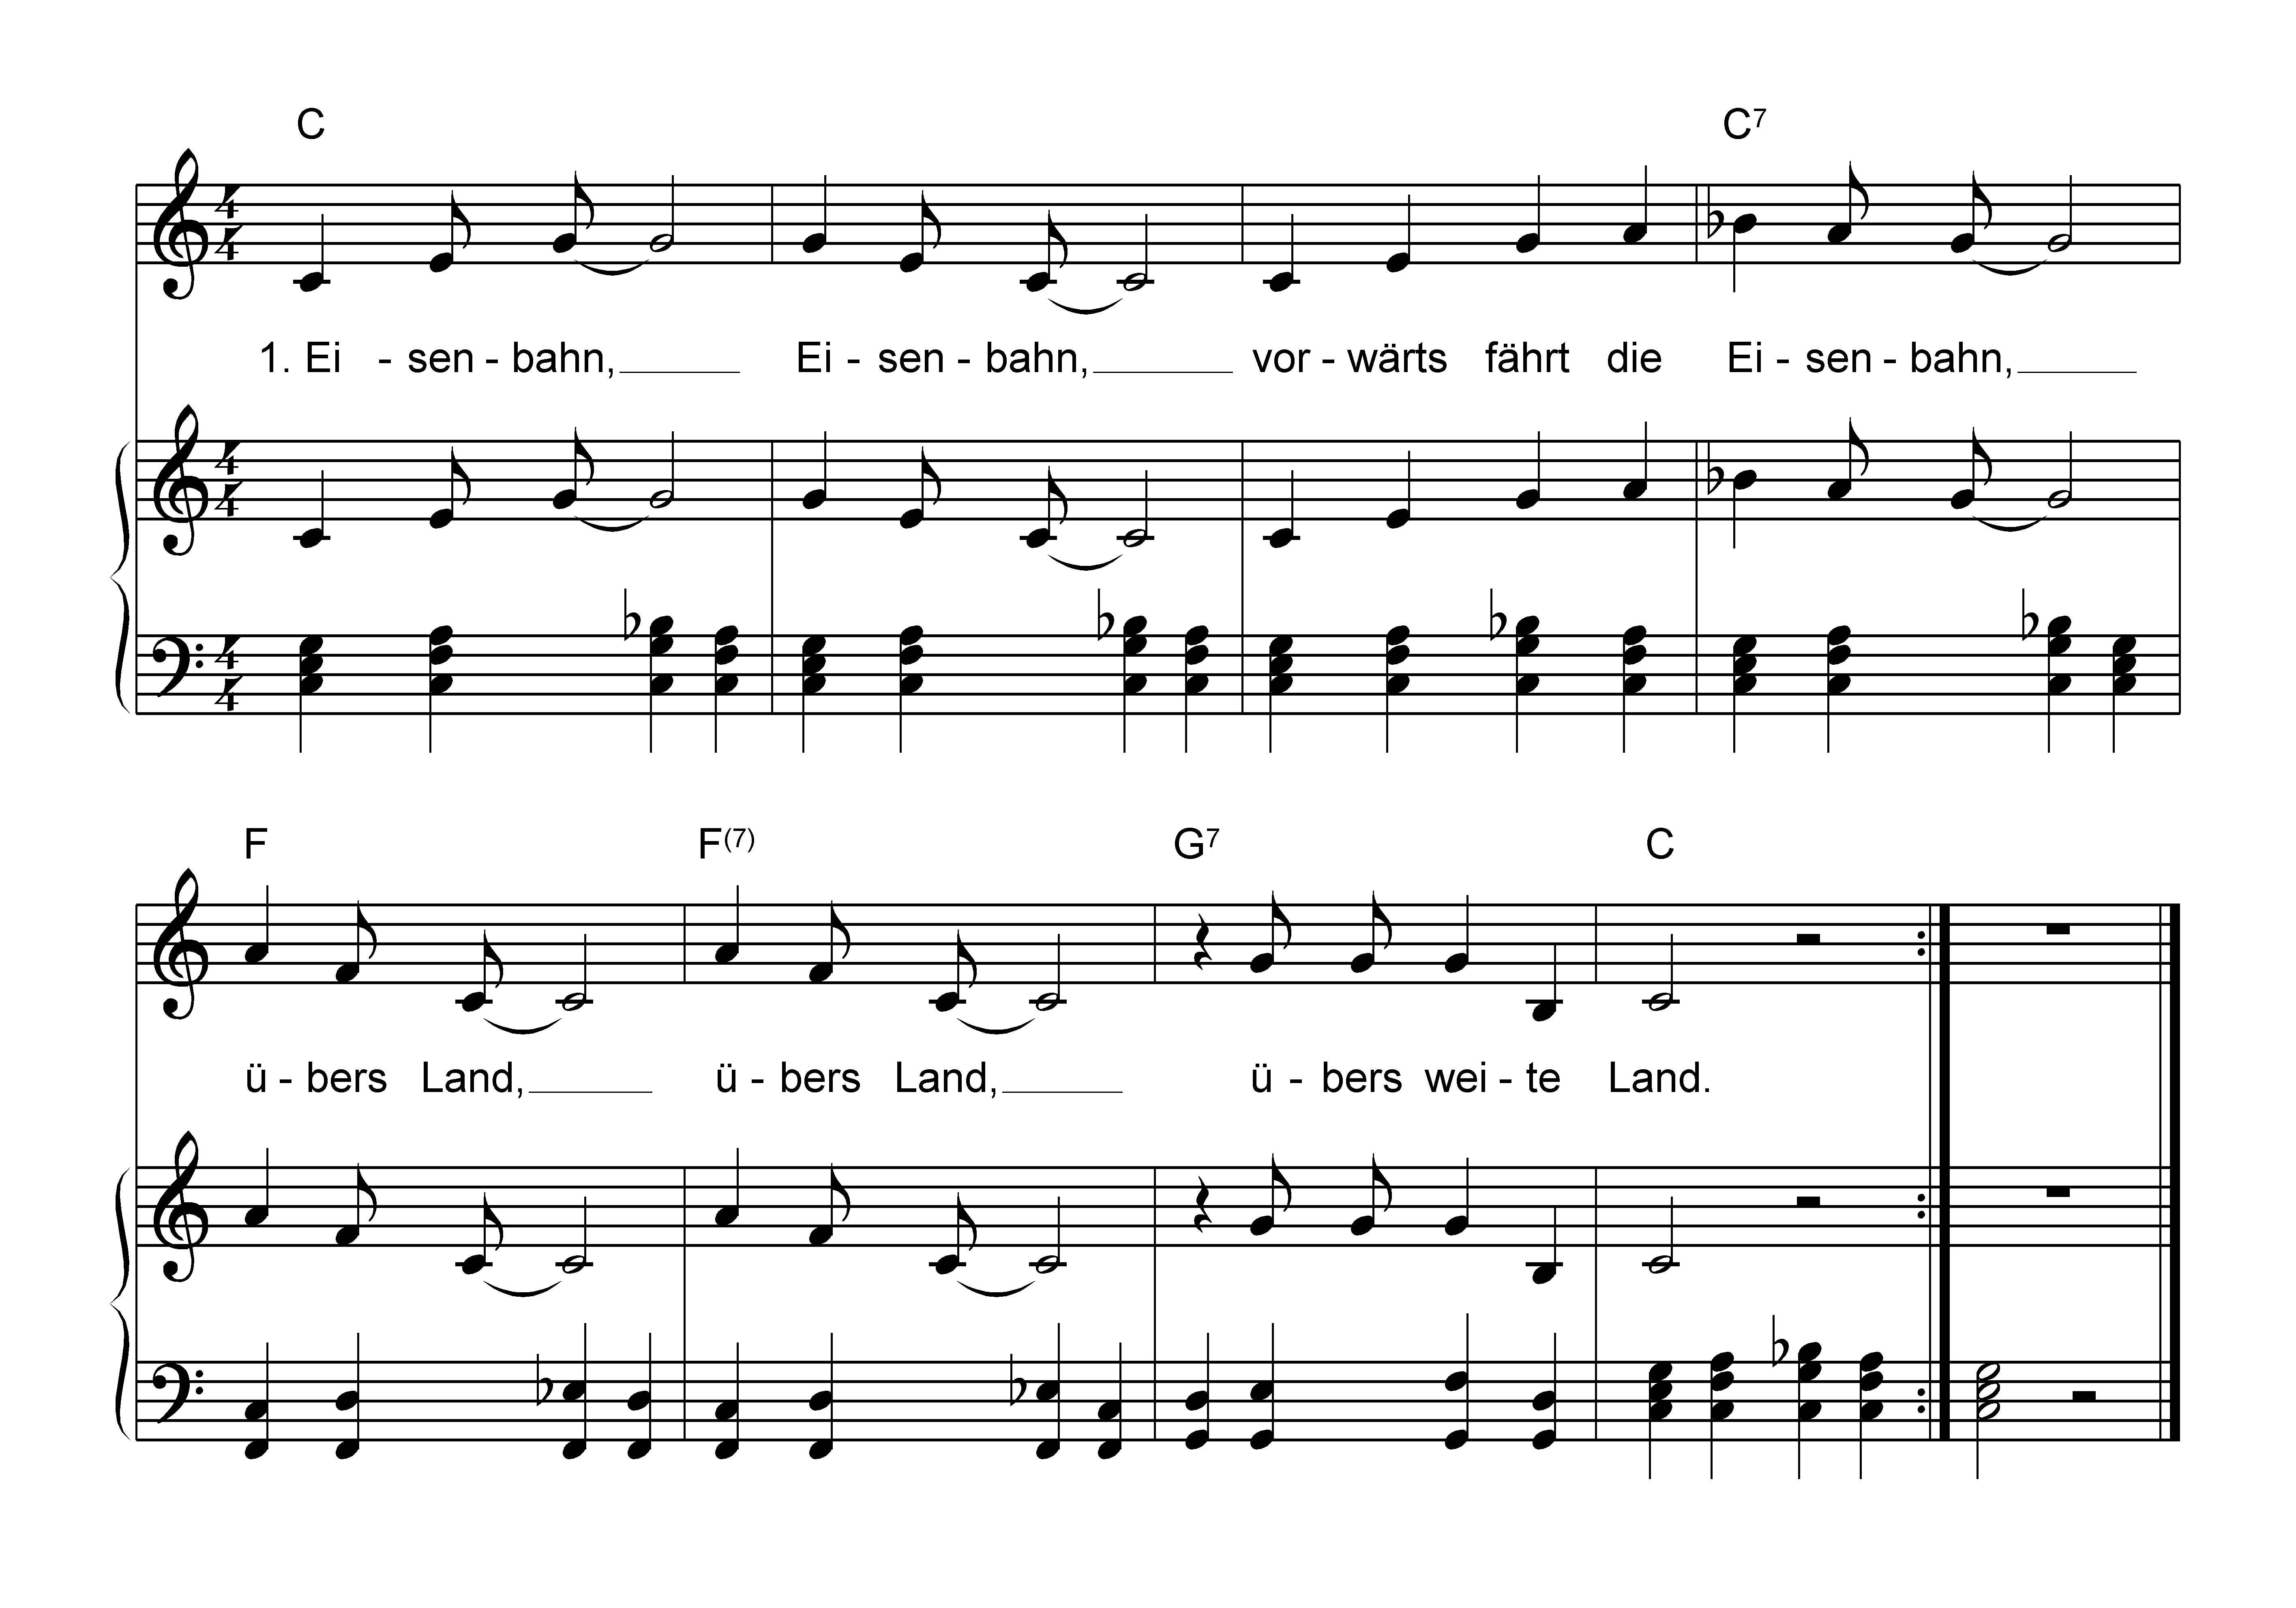 C C7
1. Ei - sen - bahn, Ei - sen - bahn, vor - wärts fährt die Ei - sen - bahn,
F F(7) G7 C
ü - bers Land, ü - bers Land, ü - bers wei - te Land.